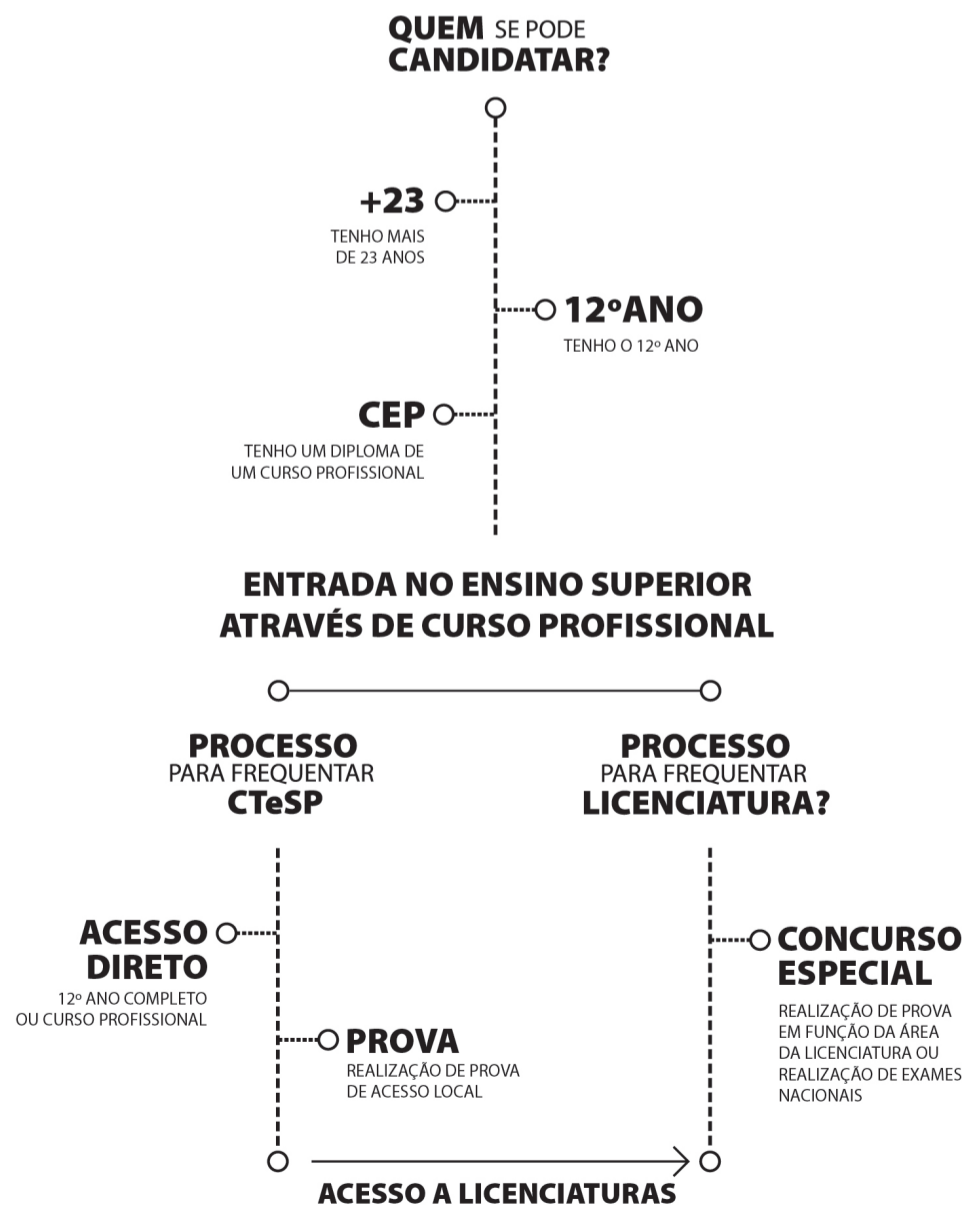 QUEM SE PODE
CANDIDATAR?
+23
TENHO MAIS
DE 23 ANOS
12ºANO
TENHO O 12º ANO
CEP
TENHO UM DIPLOMA DE
UM CURSO PROFISSIONAL
ENTRADA NO ENSINO SUPERIOR
ATRAVÉS DE CURSO PROFISSIONAL
PROCESSO
PARA FREQUENTAR
CTeSP
PROCESSO
PARA FREQUENTAR
LICENCIATURA?
ACESSO
DIRETO
12º ANO COMPLETO
OU CURSO PROFISSIONAL
PROVA
REALIZAÇÃO DE PROVA
DE ACESSO LOCAL
CONCURSO
ESPECIAL
REALIZAÇÃO DE PROVA
EM FUNÇÃO DA ÁREA
DA LICENCIATURA OU
REALIZAÇÃO DE EXAMES
NACIONAIS
ACESSO A LICENCIATURAS